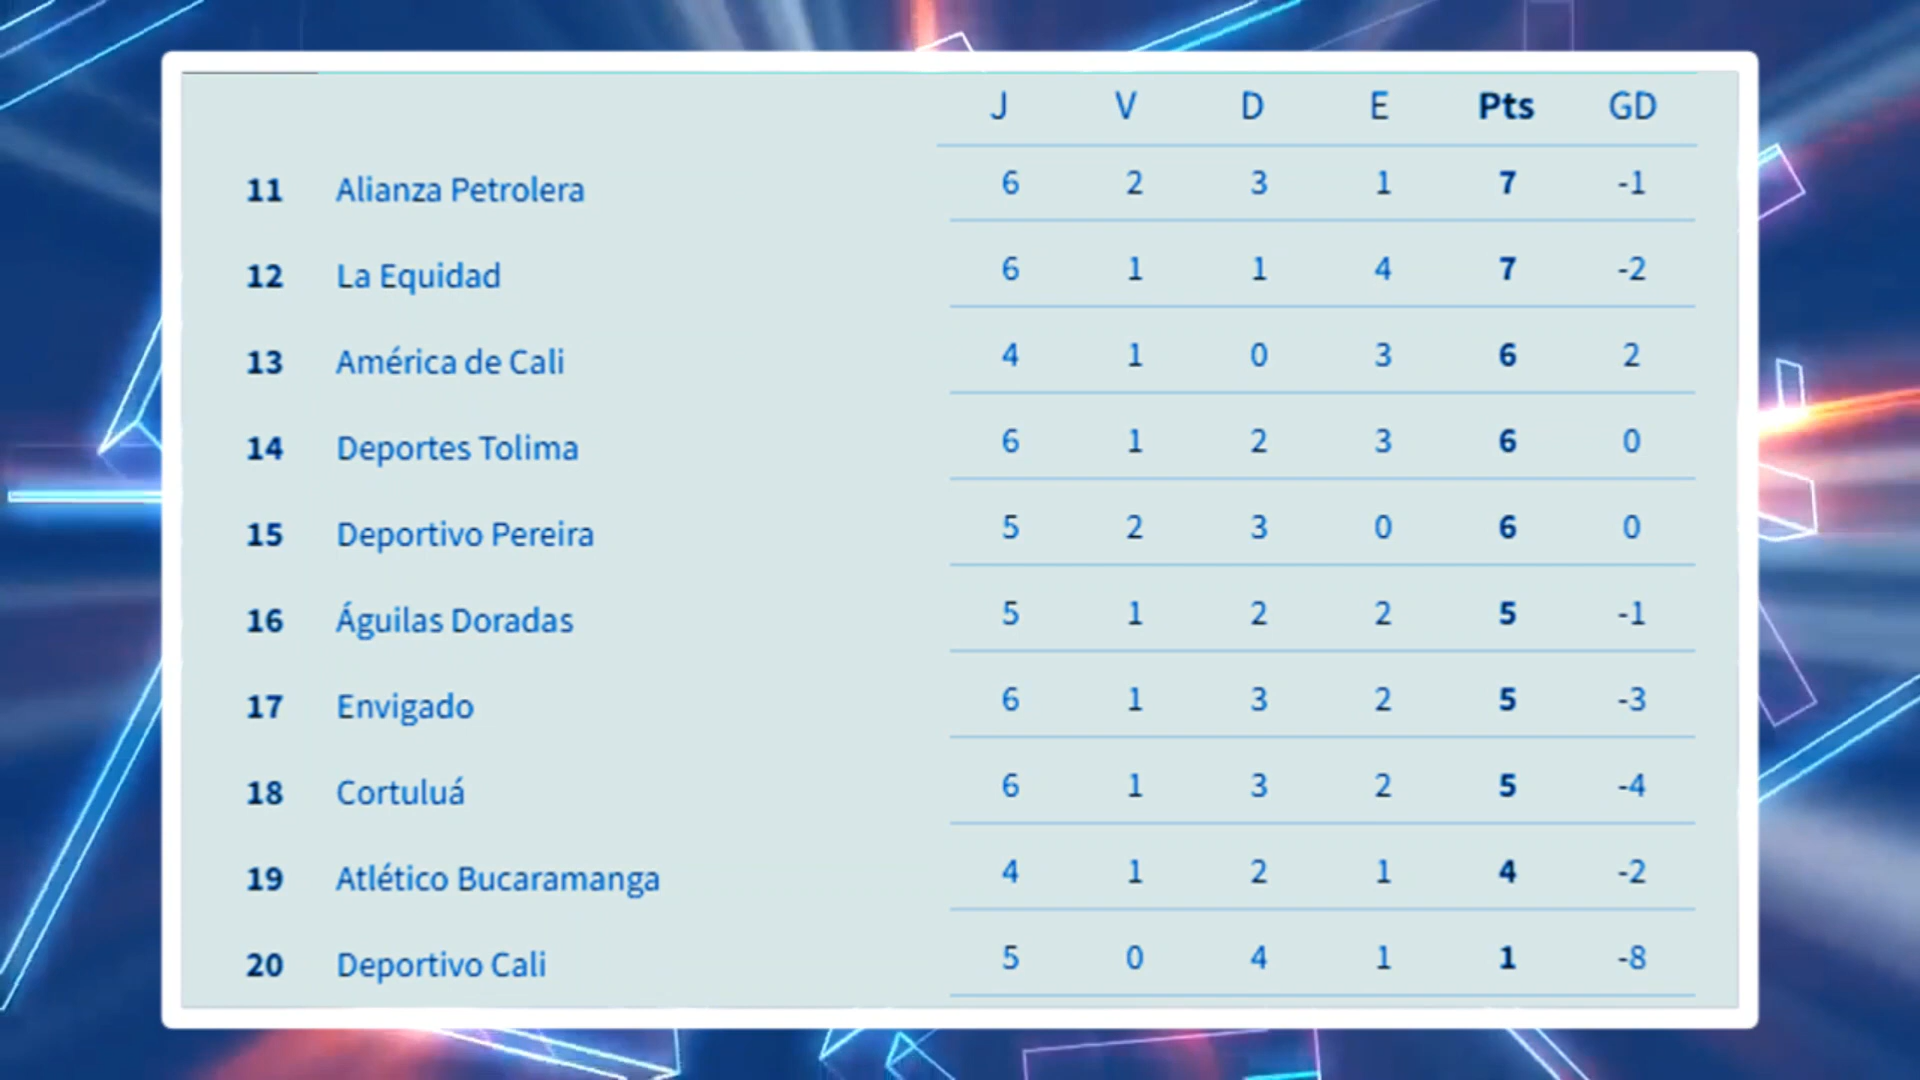 J V D E Pts GD
11 Alianza Petrolera 6 2 3 1 7 -1
12 La Equidad 6 1 1 4 7 -2
13 América de Cali 4 1 0 3 6 2
14 Deportes Tolima 6 1 2 3 6 0
15 Deportivo Pereira 5 2 3 0 6 0
16 Águilas Doradas 5 1 2 2 5 -1
17 Envigado 6 1 3 2 5 -3
18 Cortuluá 6 1 3 2 5 -4
19 Atlético Bucaramanga 4 1 2 1 4 -2
20 Deportivo Cali 5 0 4 1 1 -8